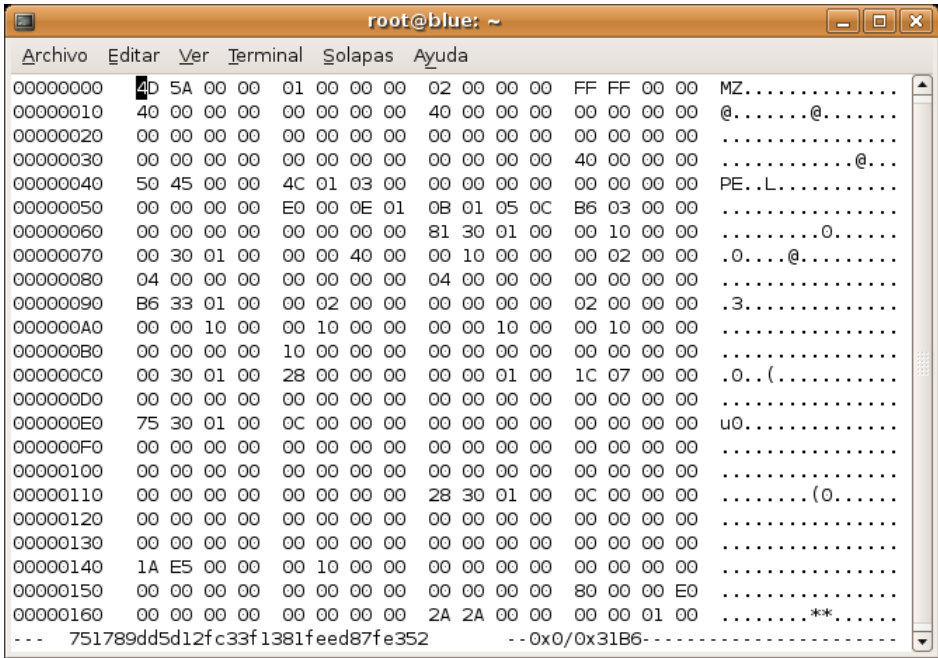 root@blue: ~
Archivo Editar Ver Terminal Solapas Ayuda
00000000 4D 5A 00 00 01 00 00 00 02 00 00 00 FF FF 00 00 MZ..............
00000010 40 00 00 00 00 00 00 00 40 00 00 00 00 00 00 00 @.......@.......
00000020 00 00 00 00 00 00 00 00 00 00 00 00 00 00 00 00 ................
00000030 00 00 00 00 00 00 00 00 00 00 00 00 40 00 00 00 ............@...
00000040 50 45 00 00 4C 01 03 00 00 00 00 00 00 00 00 00 PE..L...........
00000050 00 00 00 00 E0 00 0E 01 0B 01 05 0C B6 03 00 00 ................
00000060 00 00 00 00 00 00 00 00 81 30 01 00 00 10 00 00 .........0......
00000070 00 30 01 00 00 00 40 00 00 10 00 00 00 02 00 00 .0....@.........
00000080 04 00 00 00 00 00 00 00 04 00 00 00 00 00 00 00 ................
00000090 B6 33 01 00 00 02 00 00 00 00 00 00 02 00 00 00 .3..............
000000A0 00 00 10 00 00 10 00 00 00 00 10 00 00 10 00 00 ................
000000B0 00 00 00 00 10 00 00 00 00 00 00 00 00 00 00 00 ................
000000C0 00 30 01 00 28 00 00 00 00 00 01 00 1C 07 00 00 .0..(...........
000000D0 00 00 00 00 00 00 00 00 00 00 00 00 00 00 00 00 ................
000000E0 75 30 01 00 0C 00 00 00 00 00 00 00 00 00 00 00 u0..............
000000F0 00 00 00 00 00 00 00 00 00 00 00 00 00 00 00 00 ................
00000100 00 00 00 00 00 00 00 00 00 00 00 00 00 00 00 00 ................
00000110 00 00 00 00 00 00 00 00 28 30 01 00 0C 00 00 00 ........(0......
00000120 00 00 00 00 00 00 00 00 00 00 00 00 00 00 00 00 ................
00000130 00 00 00 00 00 00 00 00 00 00 00 00 00 00 00 00 ................
00000140 1A E5 00 00 00 10 00 00 00 00 00 00 00 00 00 00 ................
00000150 00 00 00 00 00 00 00 00 00 00 00 00 80 00 00 E0 ................
00000160 00 00 00 00 00 00 00 00 2A 2A 00 00 00 00 01 00 ........**......
--- 751789dd5d12fc33f1381feed87fe352 --0x0/0x31B6------------------------